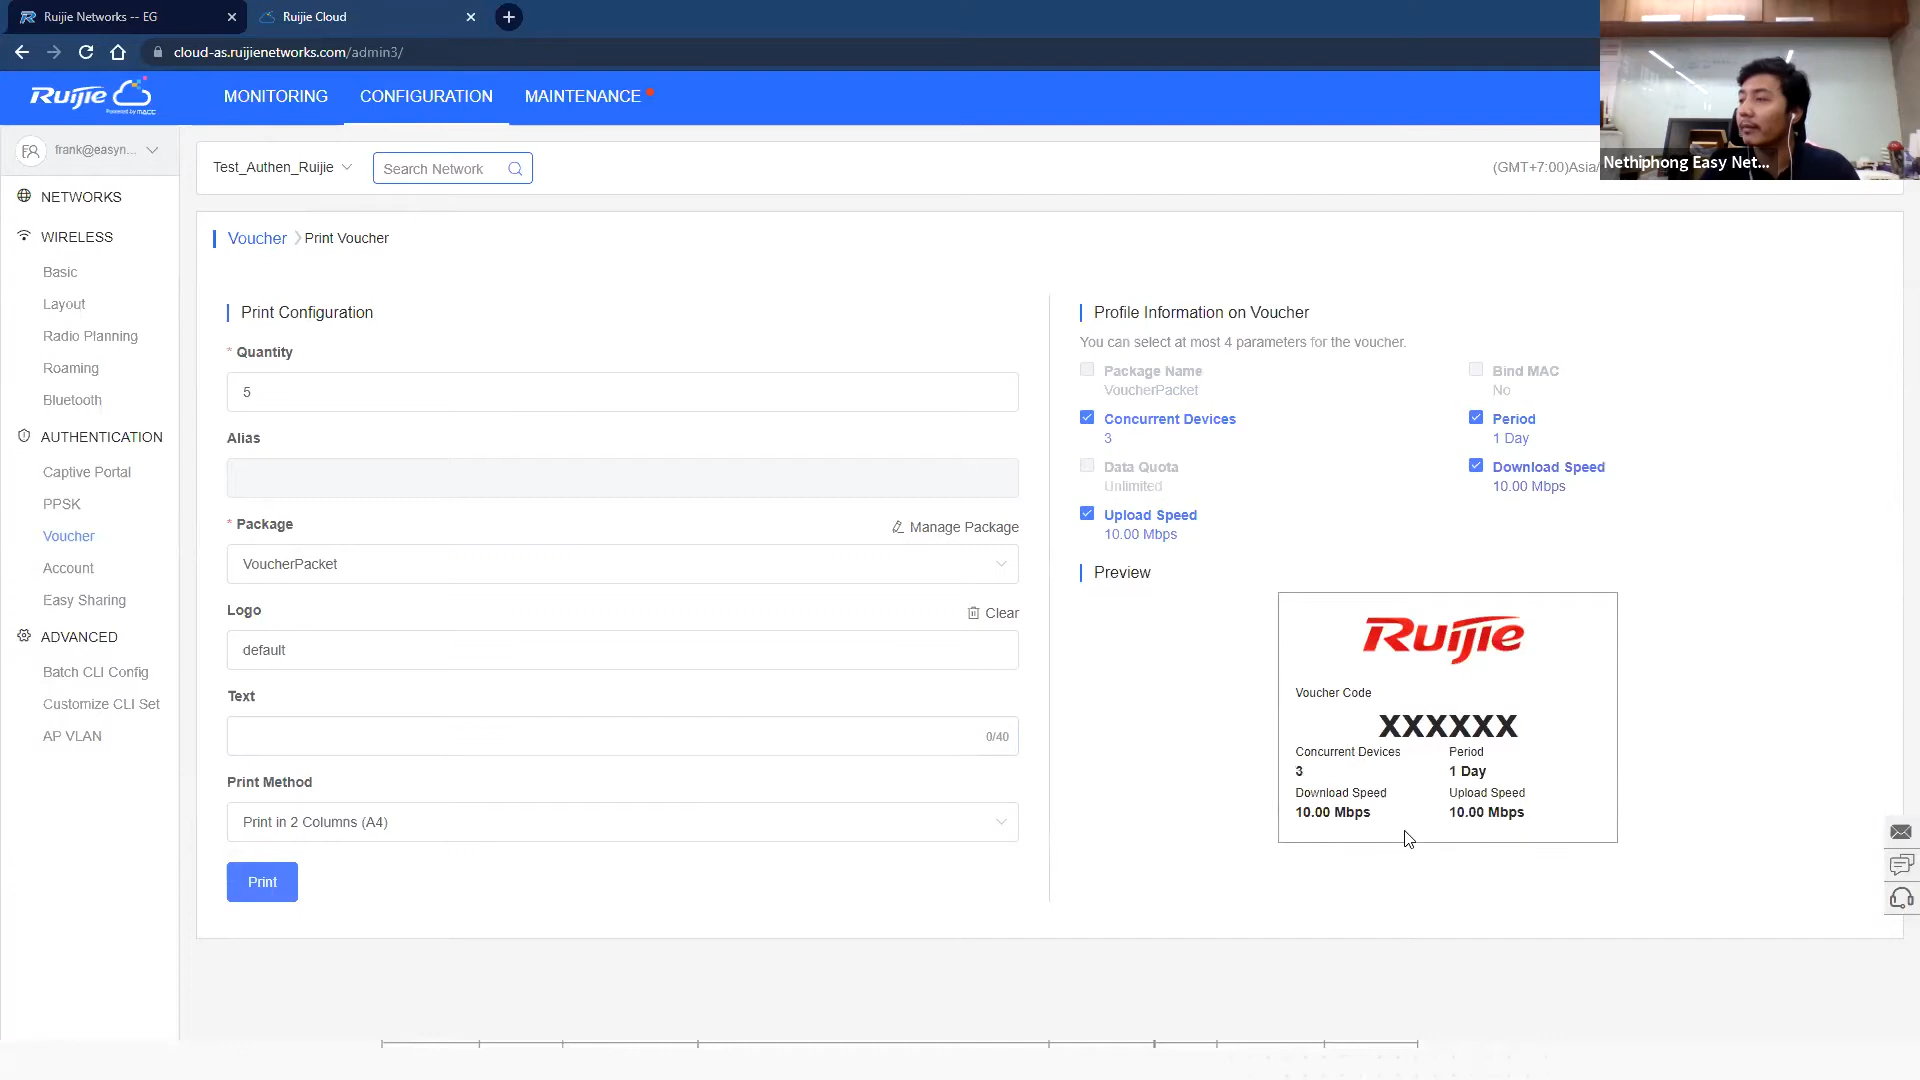 Ruijie Networks -- EG
Ruijie Cloud
cloud-as.ruijienetworks.com/admin3/
Ruijie
Powered by MACC
MONITORING
CONFIGURATION
MAINTENANCE
Nethiphong Easy Net...
frank@easyn...
Test_Authen_Ruijie
Search Network
(GMT+7:00)Asia/
NETWORKS
WIRELESS
Basic
Layout
Radio Planning
Roaming
Bluetooth
AUTHENTICATION
Captive Portal
PPSK
Voucher
Account
Easy Sharing
ADVANCED
Batch CLI Config
Customize CLI Set
AP VLAN
Voucher
Print Voucher
Print Configuration
* Quantity
5
Alias
* Package
Manage Package
VoucherPacket
Logo
Clear
default
Text
0/40
Print Method
Print in 2 Columns (A4)
Print
Profile Information on Voucher
You can select at most 4 parameters for the voucher.
Package Name
VoucherPacket
Bind MAC
No
Concurrent Devices
3
Period
1 Day
Data Quota
Unlimited
Download Speed
10.00 Mbps
Upload Speed
10.00 Mbps
Preview
Ruijie
Voucher Code
XXXXXX
Concurrent Devices
Period
3
1 Day
Download Speed
Upload Speed
10.00 Mbps
10.00 Mbps